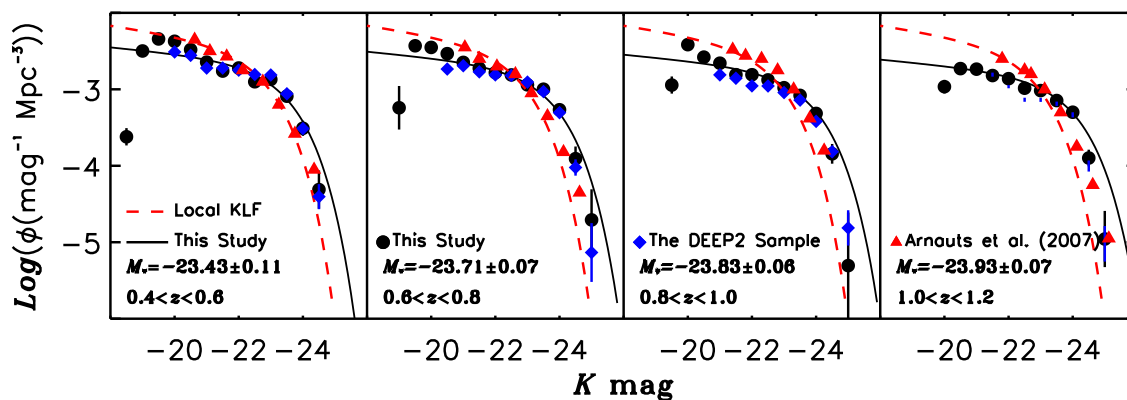 Log(ϕ(mag⁻¹ Mpc⁻³))
−3
−4
−5
Local KLF
This Study
M*=−23.43±0.11
0.4<z<0.6
This Study
M*=−23.71±0.07
0.6<z<0.8
The DEEP2 Sample
M*=−23.83±0.06
0.8<z<1.0
Arnauts et al. (2007)
M*=−23.93±0.07
1.0<z<1.2
−20 −22 −24 −20 −22 −24 −20 −22 −24 −20 −22 −24
K mag